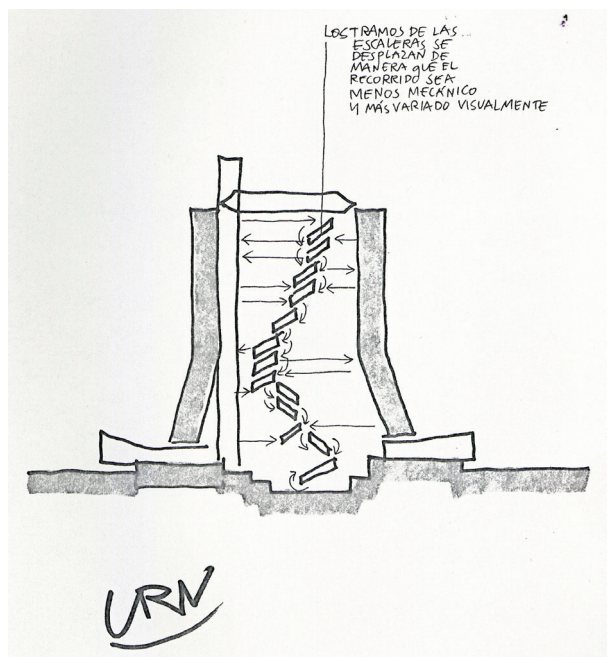 LOS TRAMOS DE LAS
ESCALERAS SE
DESPLAZAN DE
MANERA QUE EL
RECORRIDO SEA
MENOS MECÁNICO
Y MÁS VARIADO VISUALMENTE
URN